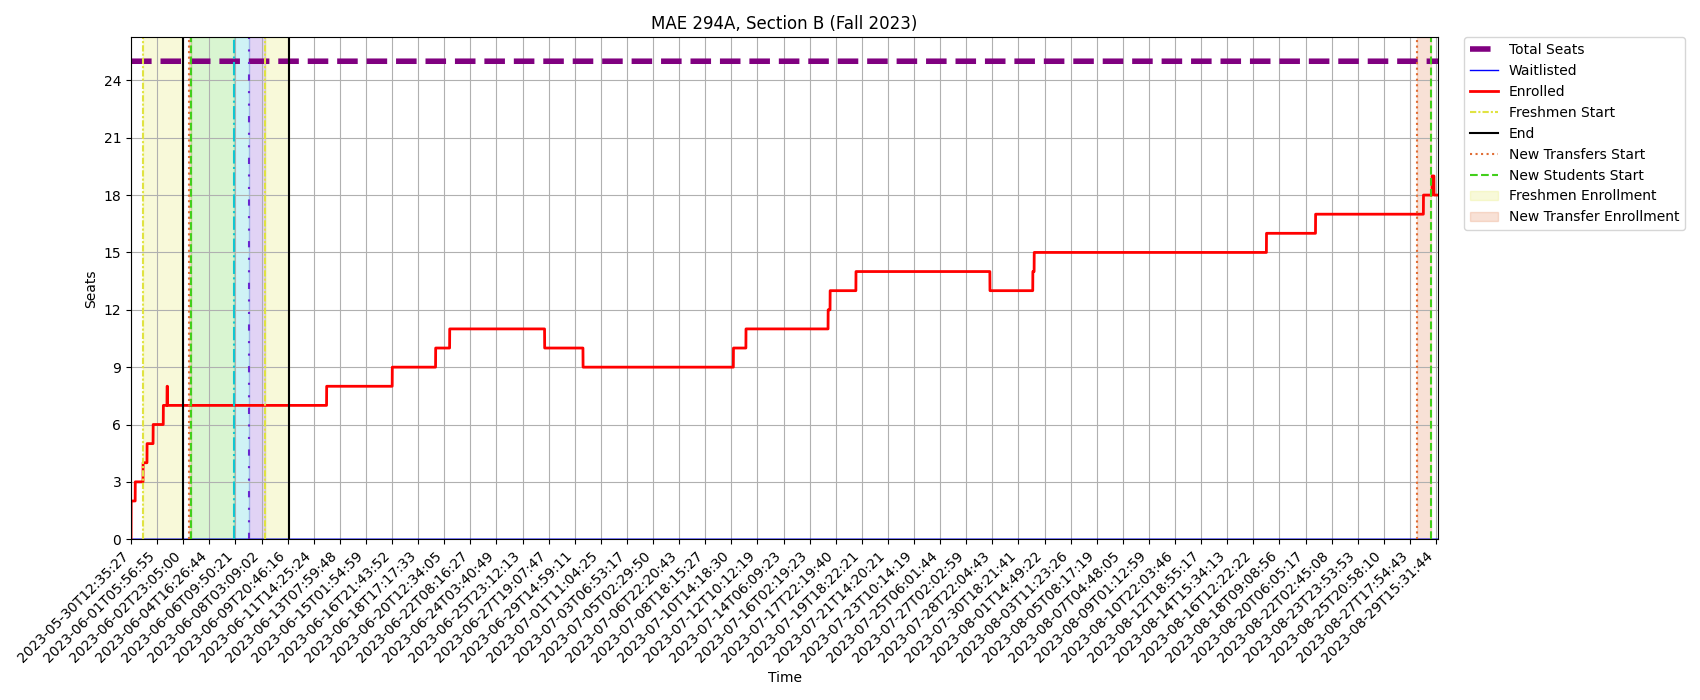 MAE 294A, Section B (Fall 2023)
Total Seats
Waitlisted
Enrolled
Freshmen Start
End
New Transfers Start
New Students Start
Freshmen Enrollment
New Transfer Enrollment
Seats
24
21
18
15
12
9
6
3
0
2023-05-30T12:35:27
2023-06-01T05:56:55
2023-06-02T23:05:00
2023-06-04T16:26:44
2023-06-06T09:50:21
2023-06-08T03:09:02
2023-06-09T20:46:16
2023-06-11T14:25:24
2023-06-13T07:59:48
2023-06-15T01:54:59
2023-06-16T21:43:52
2023-06-18T17:17:33
2023-06-20T12:34:05
2023-06-22T08:16:27
2023-06-24T03:40:49
2023-06-25T23:12:13
2023-06-27T19:07:47
2023-06-29T14:59:11
2023-07-01T11:04:25
2023-07-03T06:53:17
2023-07-05T02:29:50
2023-07-06T22:20:43
2023-07-08T18:15:27
2023-07-10T14:18:30
2023-07-12T10:12:19
2023-07-14T06:09:23
2023-07-16T02:19:23
2023-07-17T22:19:40
2023-07-19T18:22:21
2023-07-21T14:20:21
2023-07-23T10:14:19
2023-07-25T06:01:44
2023-07-27T02:02:59
2023-07-28T22:04:43
2023-07-30T18:21:41
2023-08-01T14:49:22
2023-08-03T11:23:26
2023-08-05T08:17:19
2023-08-07T04:48:05
2023-08-09T01:12:59
2023-08-10T22:03:46
2023-08-12T18:55:17
2023-08-14T15:34:13
2023-08-16T12:22:22
2023-08-18T09:08:56
2023-08-20T06:05:17
2023-08-22T02:45:08
2023-08-23T23:53:53
2023-08-25T20:58:10
2023-08-27T17:54:43
2023-08-29T15:31:44
Time